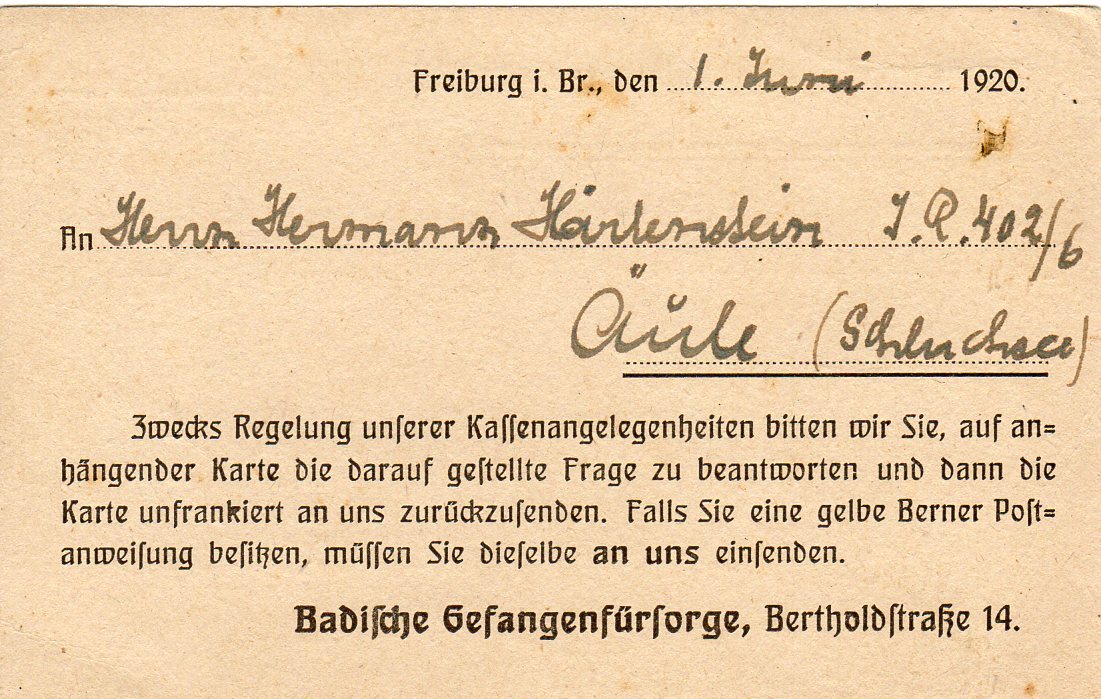 Freiburg i. Br., den 1. Juni 1920.
An Herrn Hermann Härtenstein J.R. 402/6
Äüle (Schluchsee)
Zwecks Regelung unſerer Kaſſenangelegenheiten bitten wir Sie, auf an=
hängender Karte die darauf geſtellte Frage zu beantworten und dann die
Karte unfrankiert an uns zurückzuſenden. Falls Sie eine gelbe Berner Poſt=
anweiſung beſitzen, müſſen Sie dieſelbe an uns einſenden.
Badiſche Gefangenfürſorge, Bertholdſtraße 14.